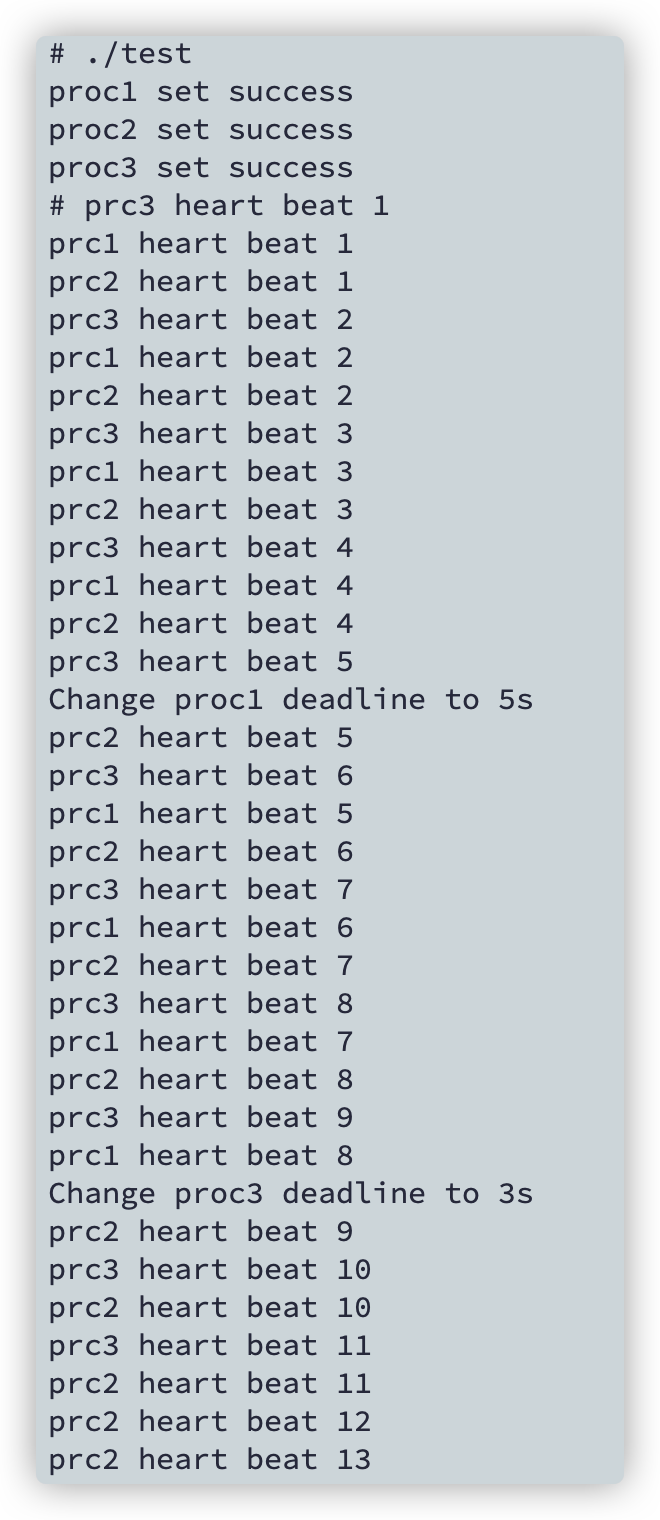 # ./test
proc1 set success
proc2 set success
proc3 set success
# prc3 heart beat 1
prc1 heart beat 1
prc2 heart beat 1
prc3 heart beat 2
prc1 heart beat 2
prc2 heart beat 2
prc3 heart beat 3
prc1 heart beat 3
prc2 heart beat 3
prc3 heart beat 4
prc1 heart beat 4
prc2 heart beat 4
prc3 heart beat 5
Change proc1 deadline to 5s
prc2 heart beat 5
prc3 heart beat 6
prc1 heart beat 5
prc2 heart beat 6
prc3 heart beat 7
prc1 heart beat 6
prc2 heart beat 7
prc3 heart beat 8
prc1 heart beat 7
prc2 heart beat 8
prc3 heart beat 9
prc1 heart beat 8
Change proc3 deadline to 3s
prc2 heart beat 9
prc3 heart beat 10
prc2 heart beat 10
prc3 heart beat 11
prc2 heart beat 11
prc2 heart beat 12
prc2 heart beat 13